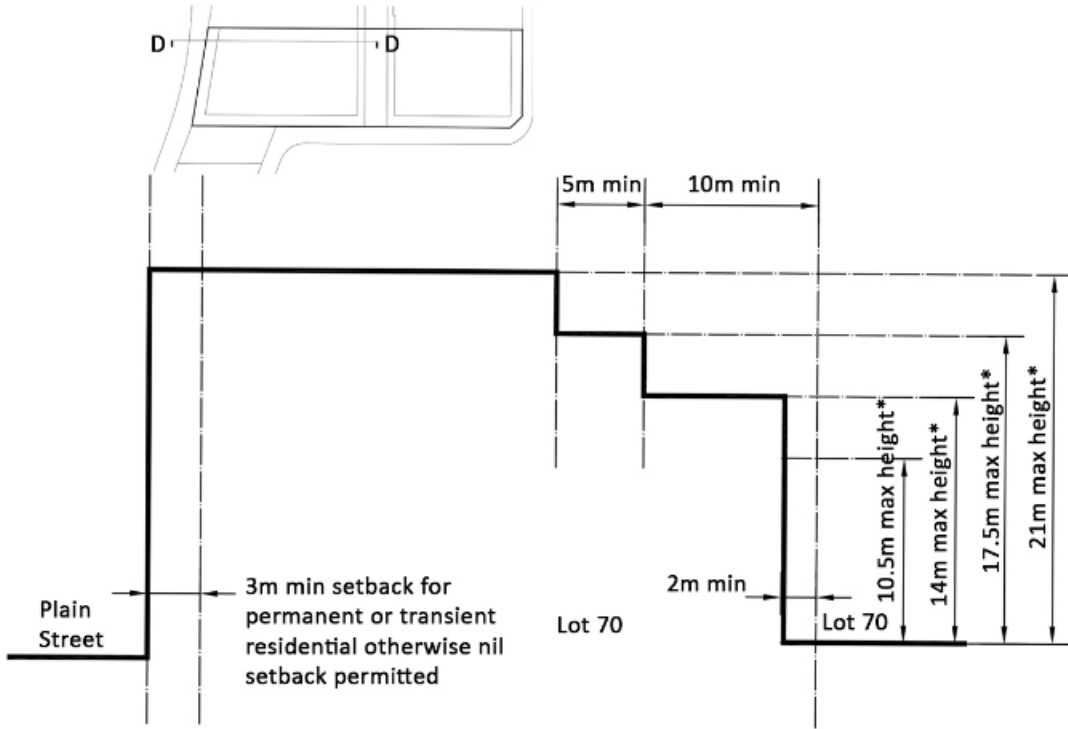 D
D
5m min
10m min
10.5m max height*
14m max height*
17.5m max height*
21m max height*
Plain
Street
3m min setback for
permanent or transient
residential otherwise nil
setback permitted
Lot 70
2m min
Lot 70